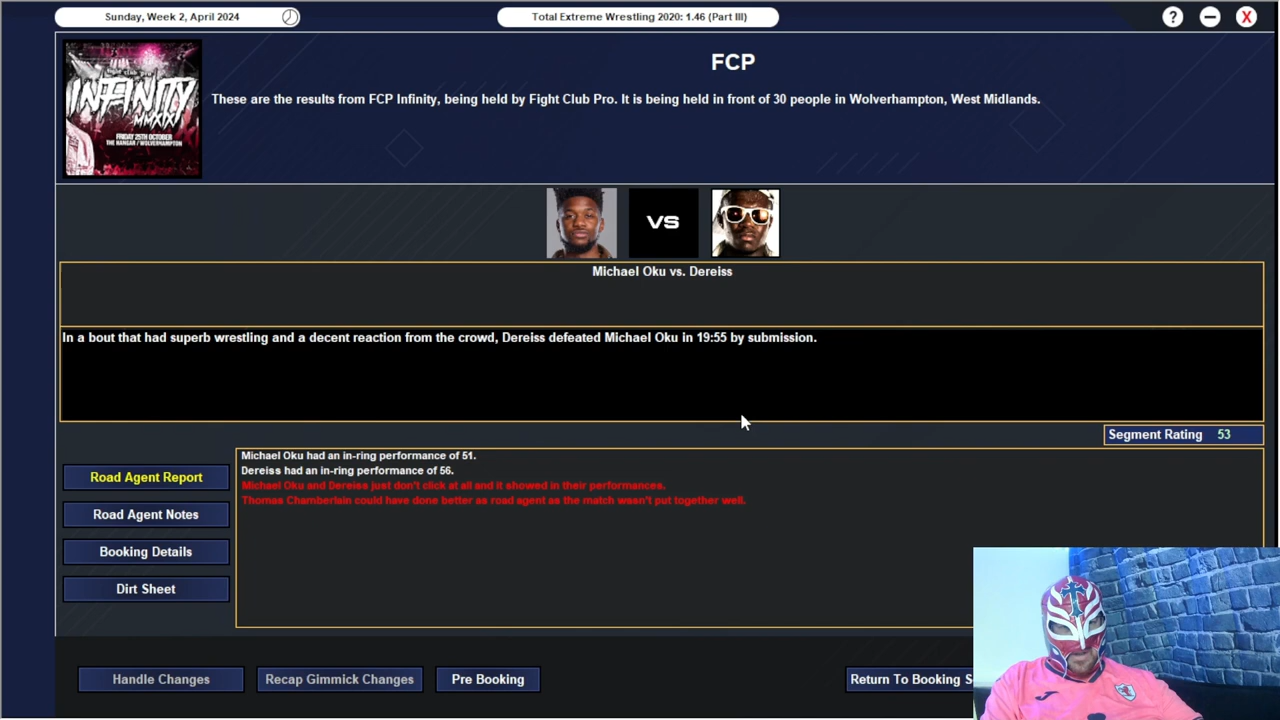 Sunday, Week 2, April 2024
Total Extreme Wrestling 2020: 1.46 (Part III)
?
X
FCP
fight club pro
INFINITY
MMXIX
FRIDAY 25TH OCTOBER
THE HANGAR / WOLVERHAMPTON
These are the results from FCP Infinity, being held by Fight Club Pro. It is being held in front of 30 people in Wolverhampton, West Midlands.
VS
Michael Oku vs. Dereiss
In a bout that had superb wrestling and a decent reaction from the crowd, Dereiss defeated Michael Oku in 19:55 by submission.
Segment Rating 53
Michael Oku had an in-ring performance of 51.
Dereiss had an in-ring performance of 56.
Michael Oku and Dereiss just don't click at all and it showed in their performances.
Thomas Chamberlain could have done better as road agent as the match wasn't put together well.
Road Agent Report
Road Agent Notes
Booking Details
Dirt Sheet
Handle Changes
Recap Gimmick Changes
Pre Booking
Return To Booking S